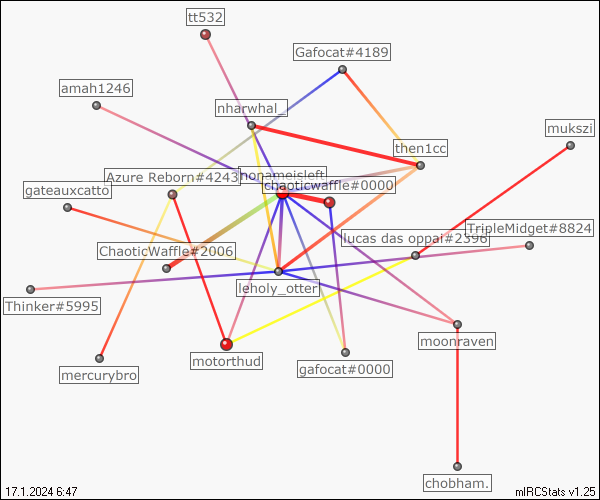 tt532
Gafocat#4189
amah1246
nharwhal_
mukszi
then1cc
Azure Reborn#4243
nonameisleft
chaoticwaffle#0000
gateauxcatto
TripleMidget#8824
lucas das oppai#2396
ChaoticWaffle#2006
leholy_otter
Thinker#5995
moonraven
motorthud
gafocat#0000
mercurybro
chobham.
17.1.2024 6:47
mIRCStats v1.25